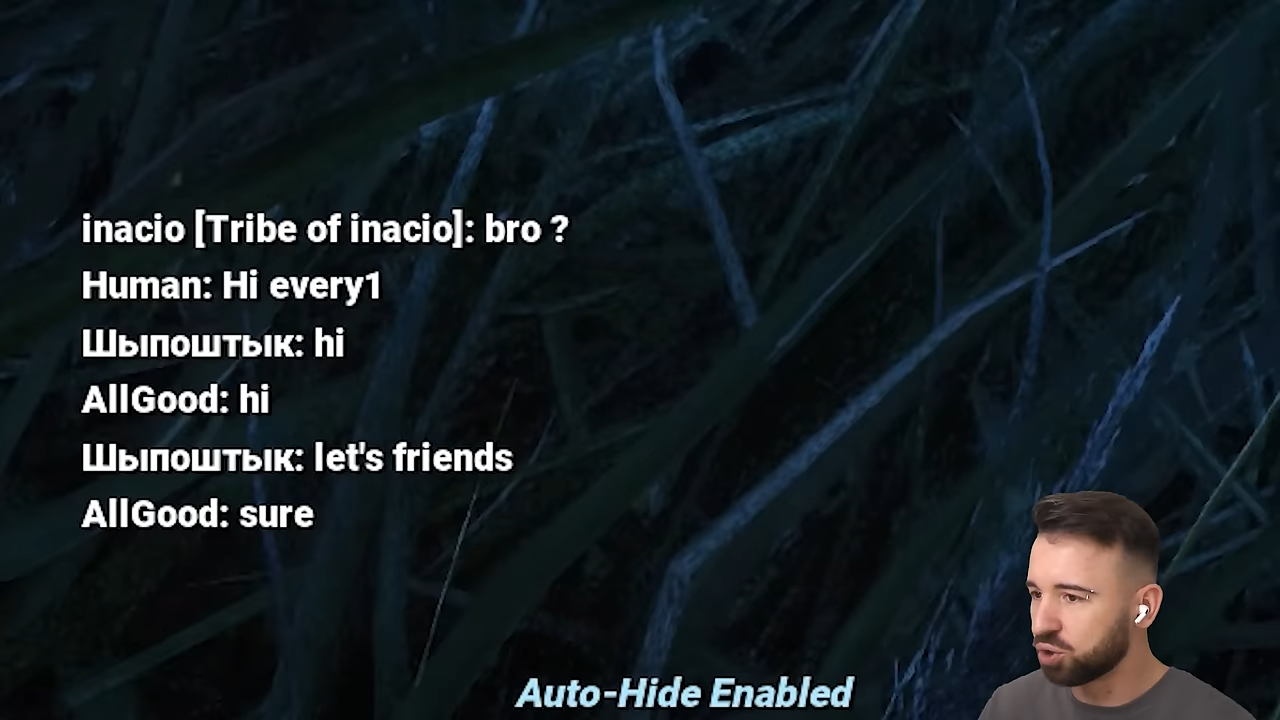 inacio [Tribe of inacio]: bro ?
Human: Hi every1
Шыпоштык: hi
AllGood: hi
Шыпоштык: let's friends
AllGood: sure
Auto-Hide Enabled